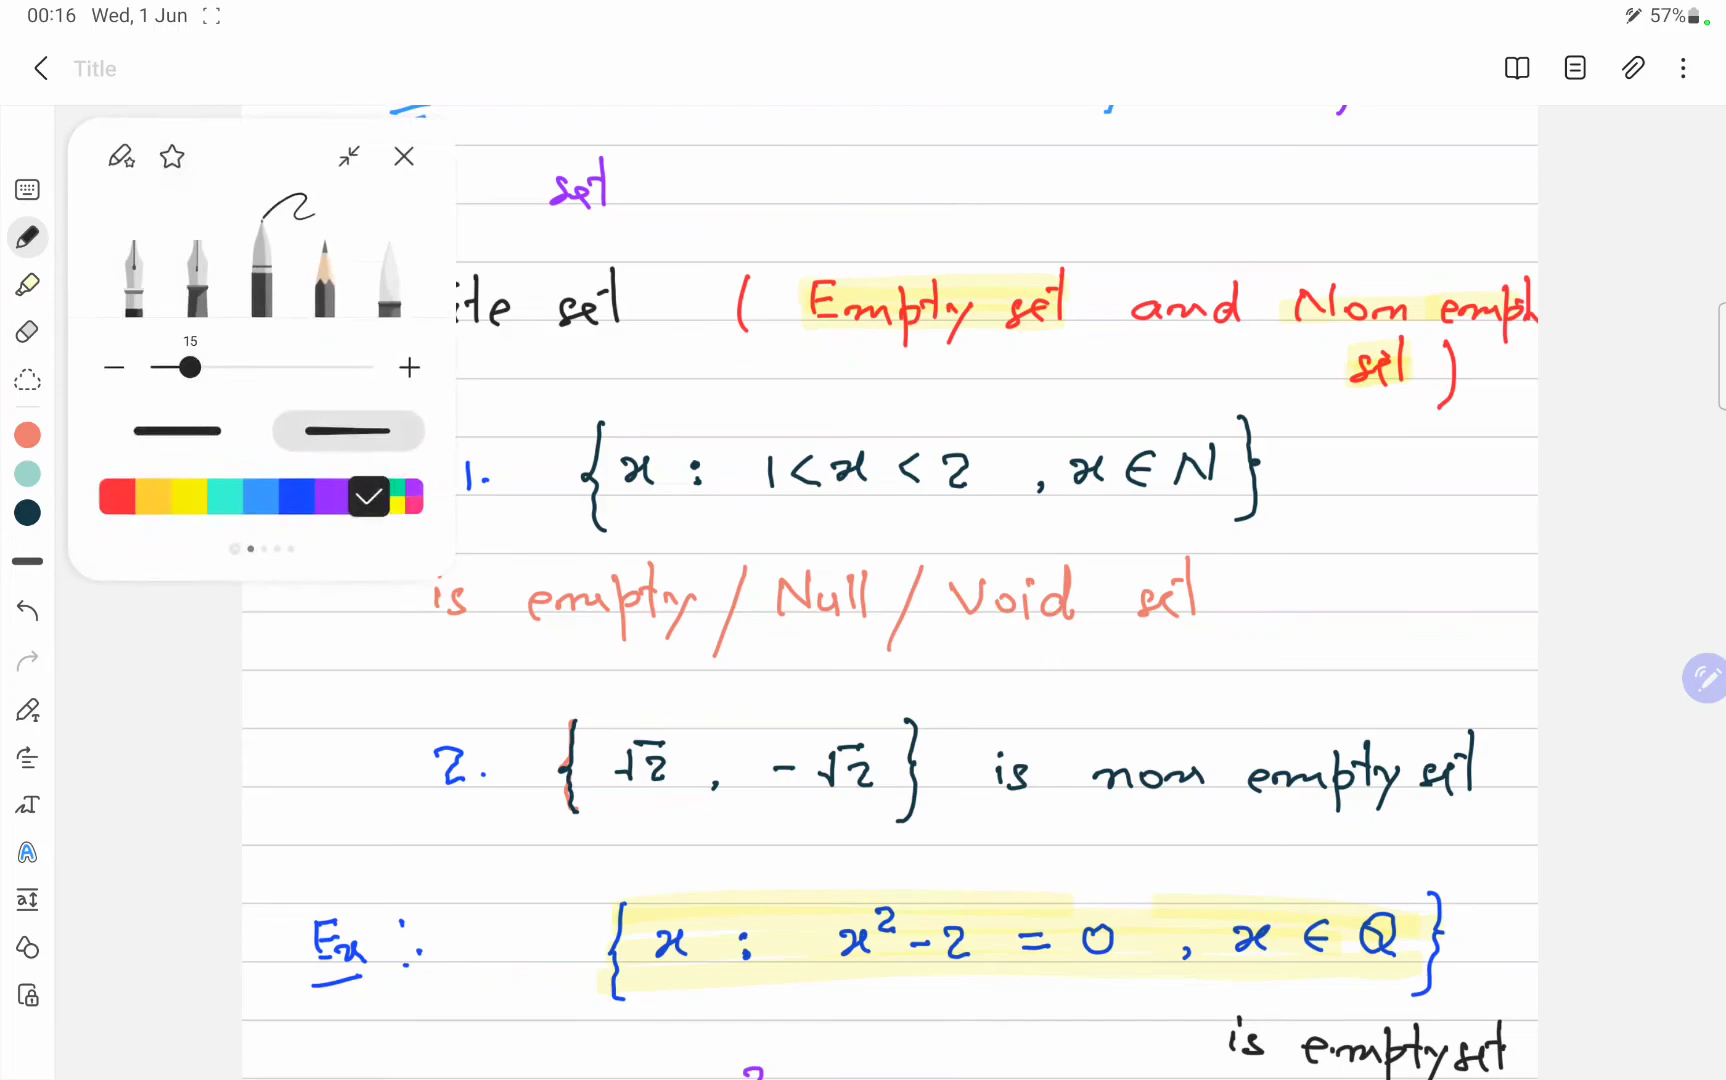 00:16 Wed, 1 Jun 57%
Title
set
set ( Empty set and Non empty
set )
15
1. { x : 1 < x < 2 , x ∈ N }
is empty / Null / Void set
2. { √2 , -√2 } is non empty set
Ex :. { x : x² - 2 = 0 , x ∈ Q }
is empty set